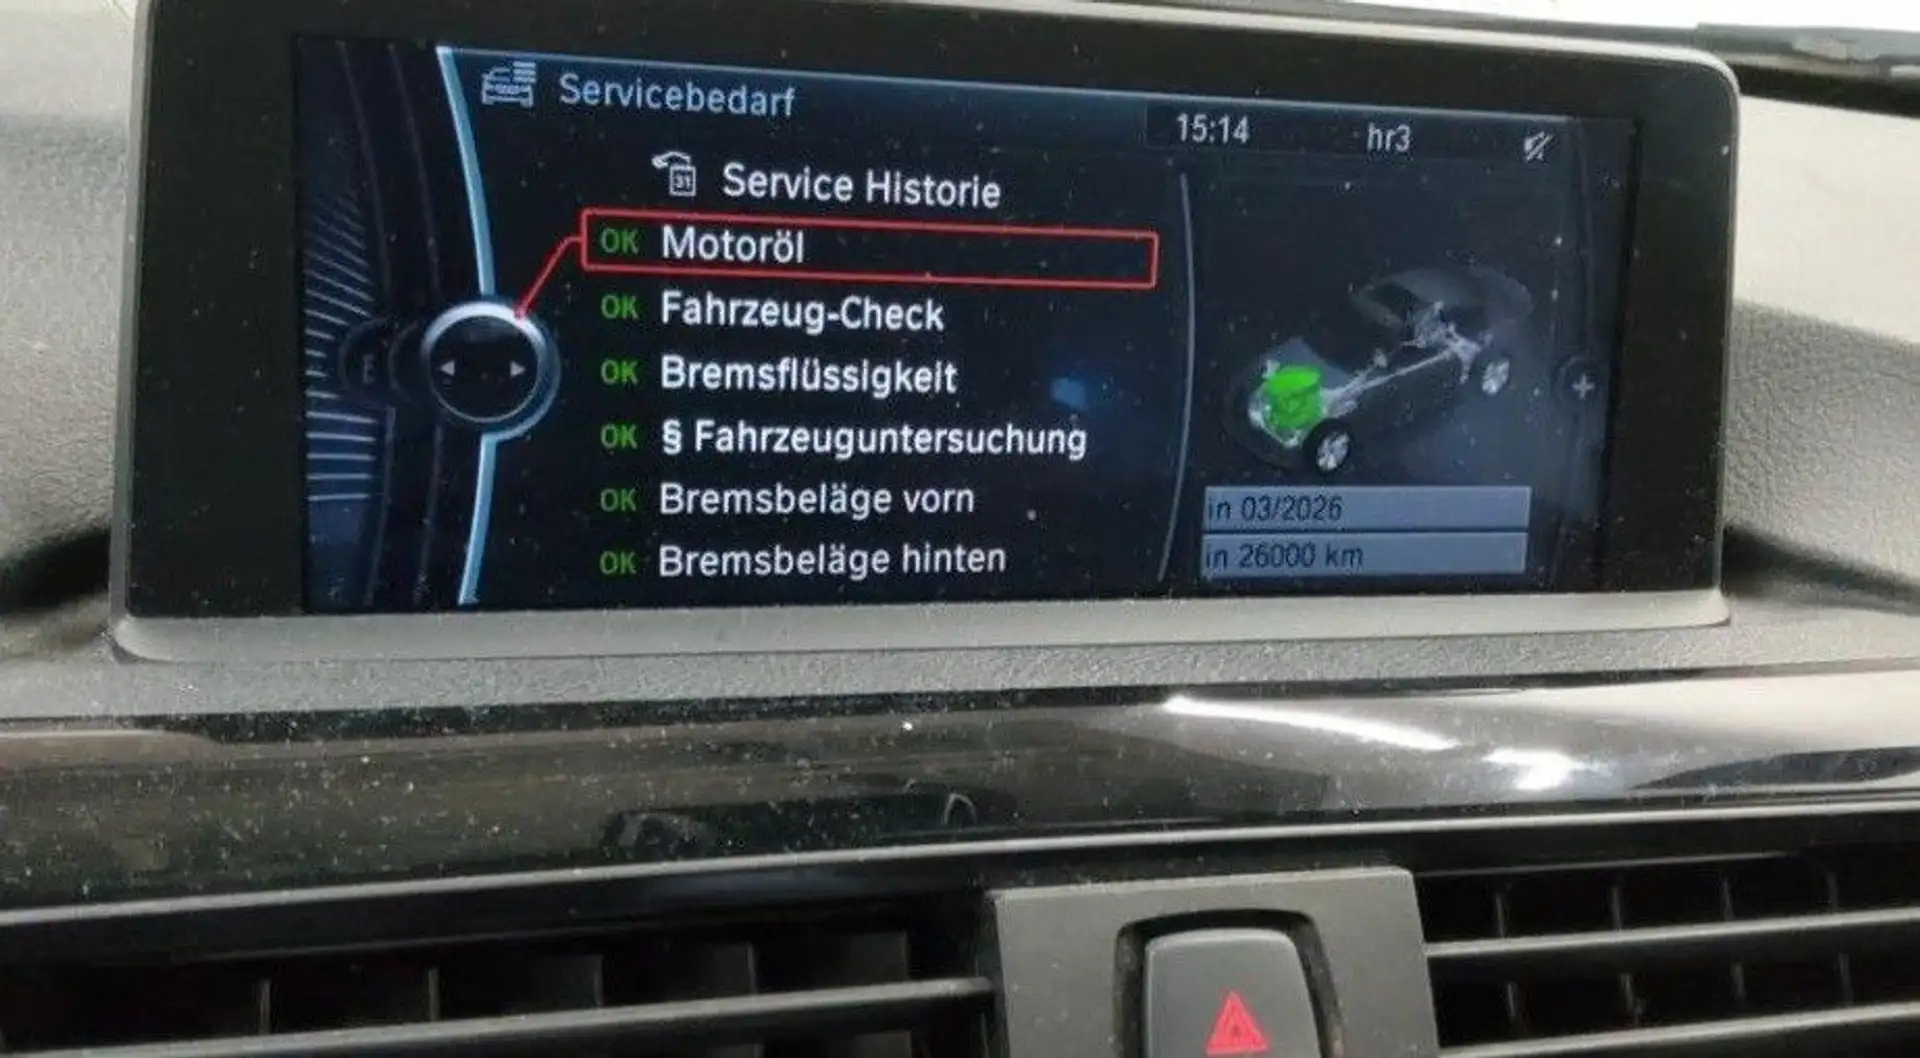 Servicebedarf
15:14 hr3
31 Service Historie
OK Motoröl
OK Fahrzeug-Check
OK Bremsflüssigkeit
OK § Fahrzeuguntersuchung
OK Bremsbeläge vorn
OK Bremsbeläge hinten
in 03/2026
in 26000 km